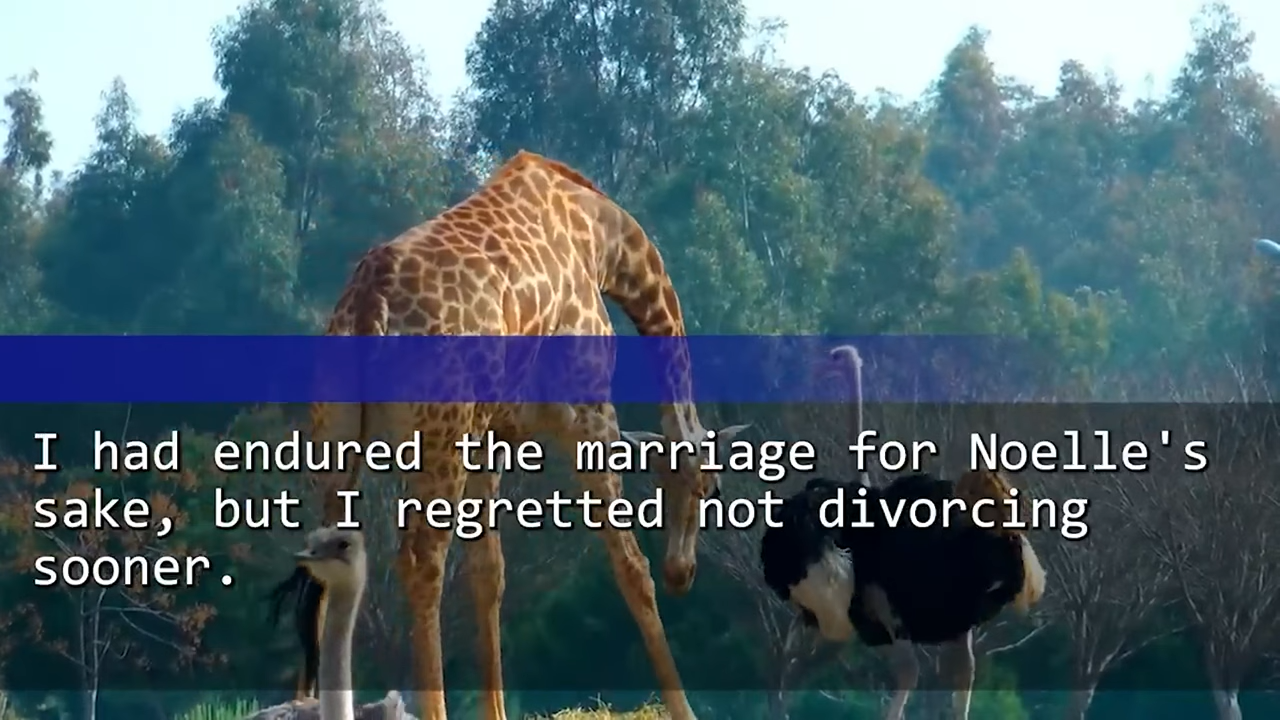 I had endured the marriage for Noelle's
sake, but I regretted not divorcing
sooner.